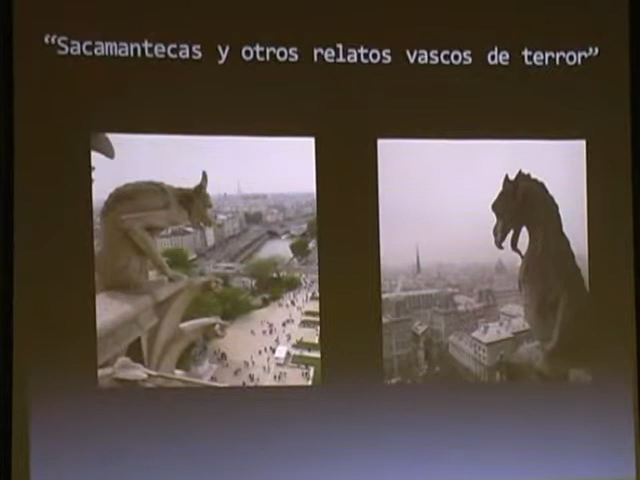 “Sacamantecas y otros relatos vascos de terror”